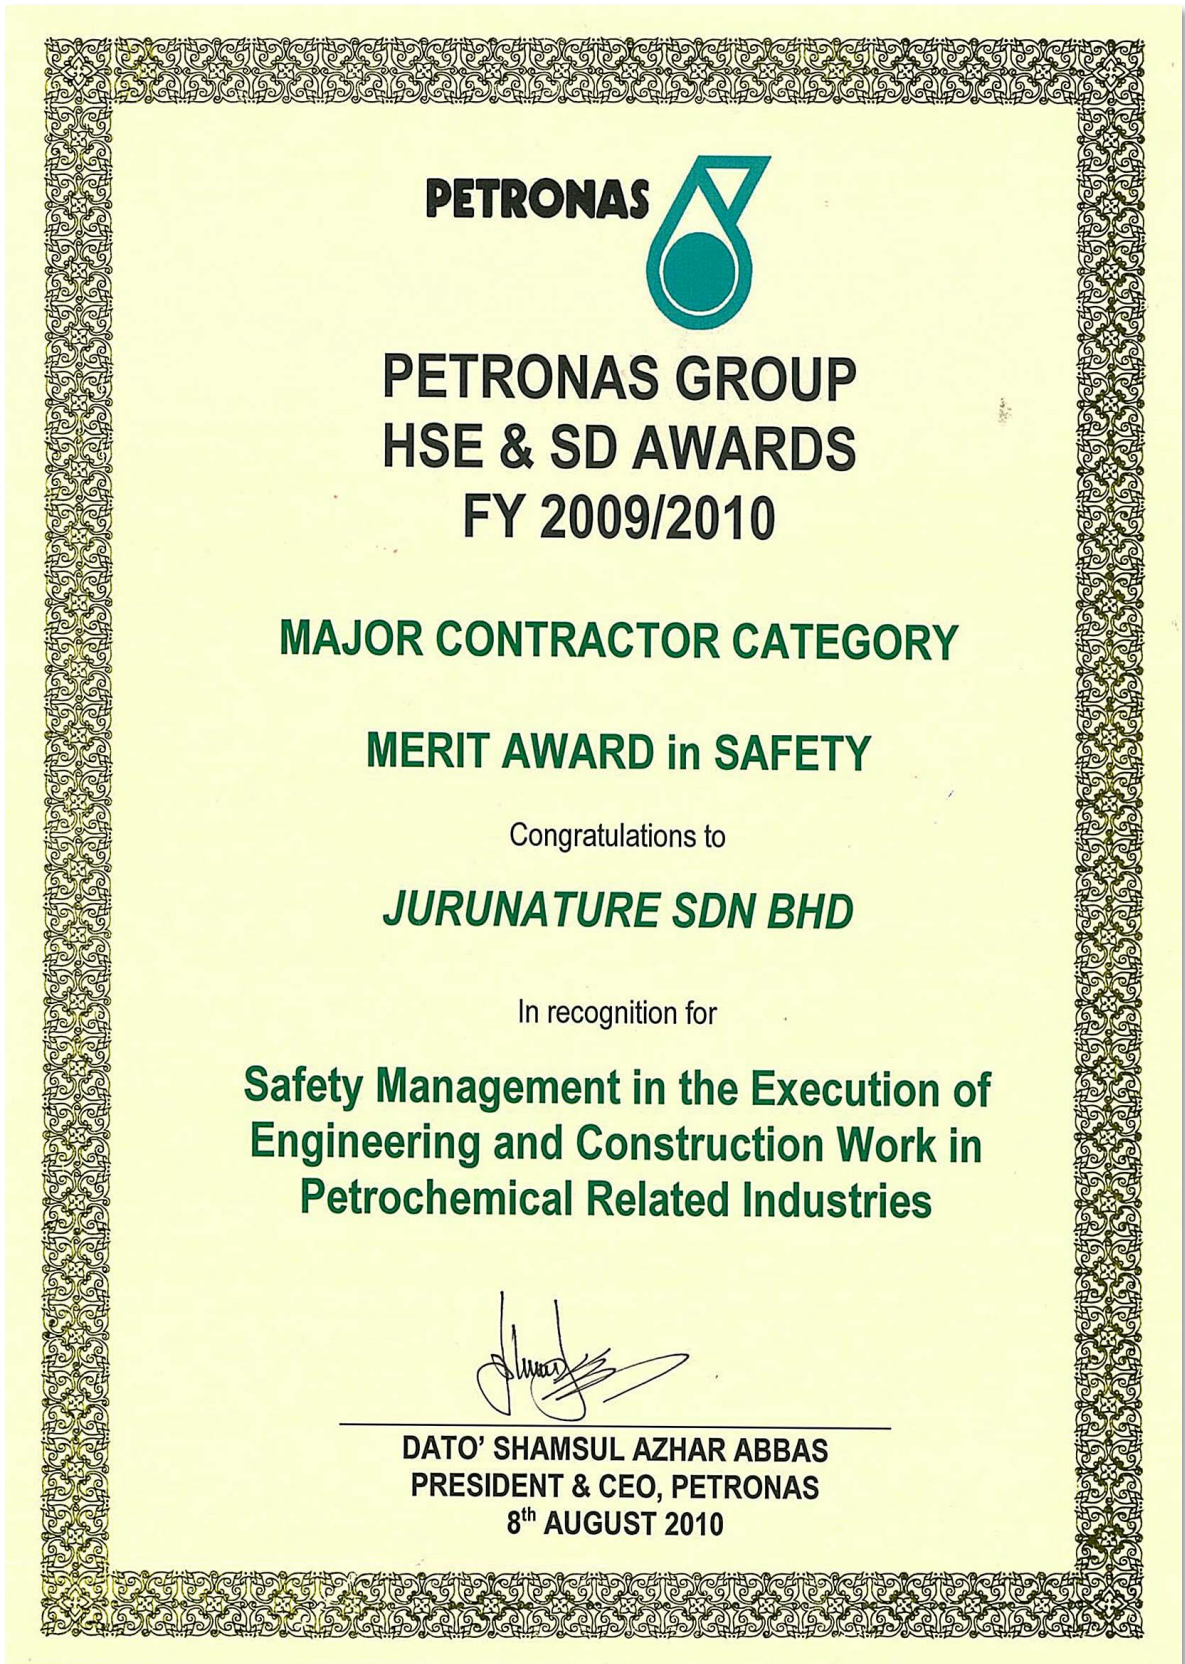 PETRONAS
PETRONAS GROUP
HSE & SD AWARDS
FY 2009/2010
MAJOR CONTRACTOR CATEGORY
MERIT AWARD in SAFETY
Congratulations to
JURUNATURE SDN BHD
In recognition for
Safety Management in the Execution of
Engineering and Construction Work in
Petrochemical Related Industries
DATO’ SHAMSUL AZHAR ABBAS
PRESIDENT & CEO, PETRONAS
8th AUGUST 2010